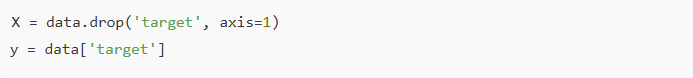 X = data.drop('target', axis=1)
y = data['target']